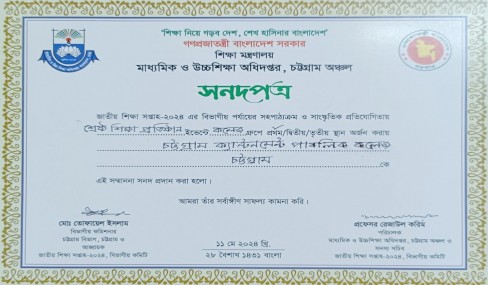 'শিক্ষা নিয়ে গড়ব দেশ, শেখ হাসিনার বাংলাদেশ'
গণপ্রজাতন্ত্রী বাংলাদেশ সরকার
শিক্ষা মন্ত্রণালয়
মাধ্যমিক ও উচ্চশিক্ষা অধিদপ্তর, চট্টগ্রাম অঞ্চল
সনদপত্র
জাতীয় শিক্ষা সপ্তাহ-২০২৪ এর বিভাগীয় পর্যায়ের সহপাঠ্যক্রম ও সাংস্কৃতিক প্রতিযোগিতায়
শ্রেষ্ঠ শিক্ষা প্রতিষ্ঠান ইভেন্টে কলেজ গ্রুপে প্রথম/দ্বিতীয়/তৃতীয় স্থান অর্জন করায়
চট্টগ্রাম ক্যান্টনমেন্ট পাবলিক কলেজ
চট্টগ্রাম কে
এই সম্মাননা সনদ প্রদান করা হলো।
আমরা তাঁর সর্বাঙ্গীণ সাফল্য কামনা করি।
মোঃ তোফায়েল ইসলাম
বিভাগীয় কমিশনার
চট্টগ্রাম বিভাগ, চট্টগ্রাম ও
আহবায়ক
জাতীয় শিক্ষা সপ্তাহ-২০২৪, বিভাগীয় কমিটি
১১ মে ২০২৪ খ্রি.
২৮ বৈশাখ ১৪৩১ বাংলা
প্রফেসর রেজাউল করিম
পরিচালক
মাধ্যমিক ও উচ্চশিক্ষা অধিদপ্তর, চট্টগ্রাম অঞ্চল ও
সদস্য সচিব
জাতীয় শিক্ষা সপ্তাহ-২০২৪, বিভাগীয় কমিটি